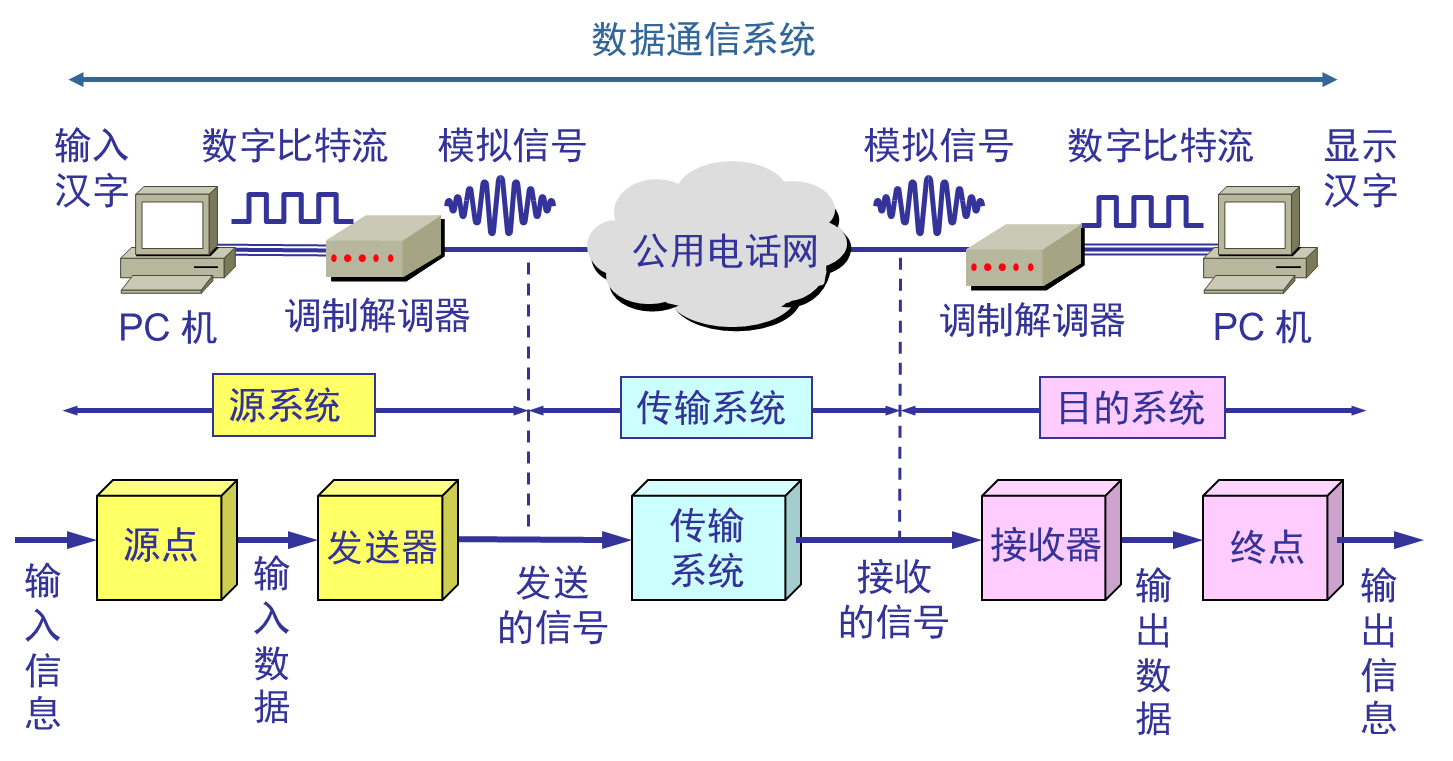 数据通信系统
输入
汉字
数字比特流
模拟信号
模拟信号
数字比特流
显示
汉字
公用电话网
PC 机
调制解调器
调制解调器
PC 机
源系统
传输系统
目的系统
源点
发送器
传输
系统
接收器
终点
输入信息
输入数据
发送
的信号
接收
的信号
输出数据
输出信息